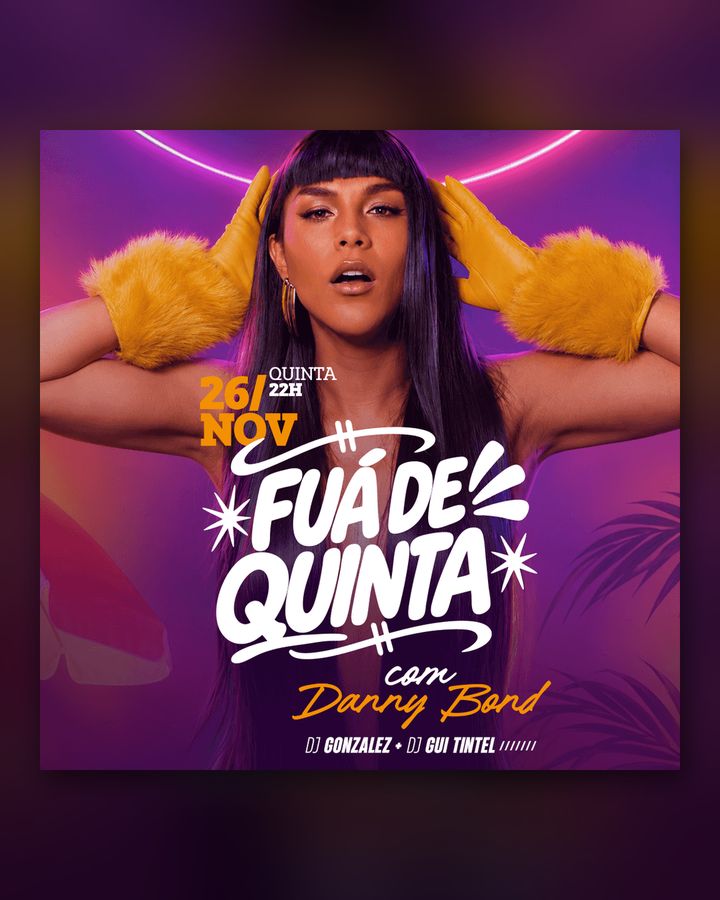 26/
NOV
QUINTA
22H
FUÁ DE
QUINTA
com
Danny Bond
DJ GONZALEZ + DJ GUI TINTEL ///////